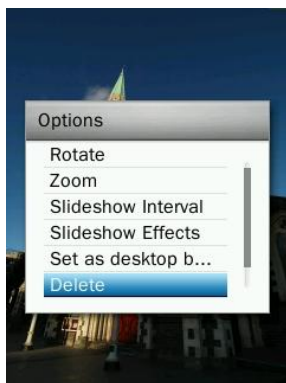 Options
Rotate
Zoom
Slideshow Interval
Slideshow Effects
Set as desktop b...
Delete